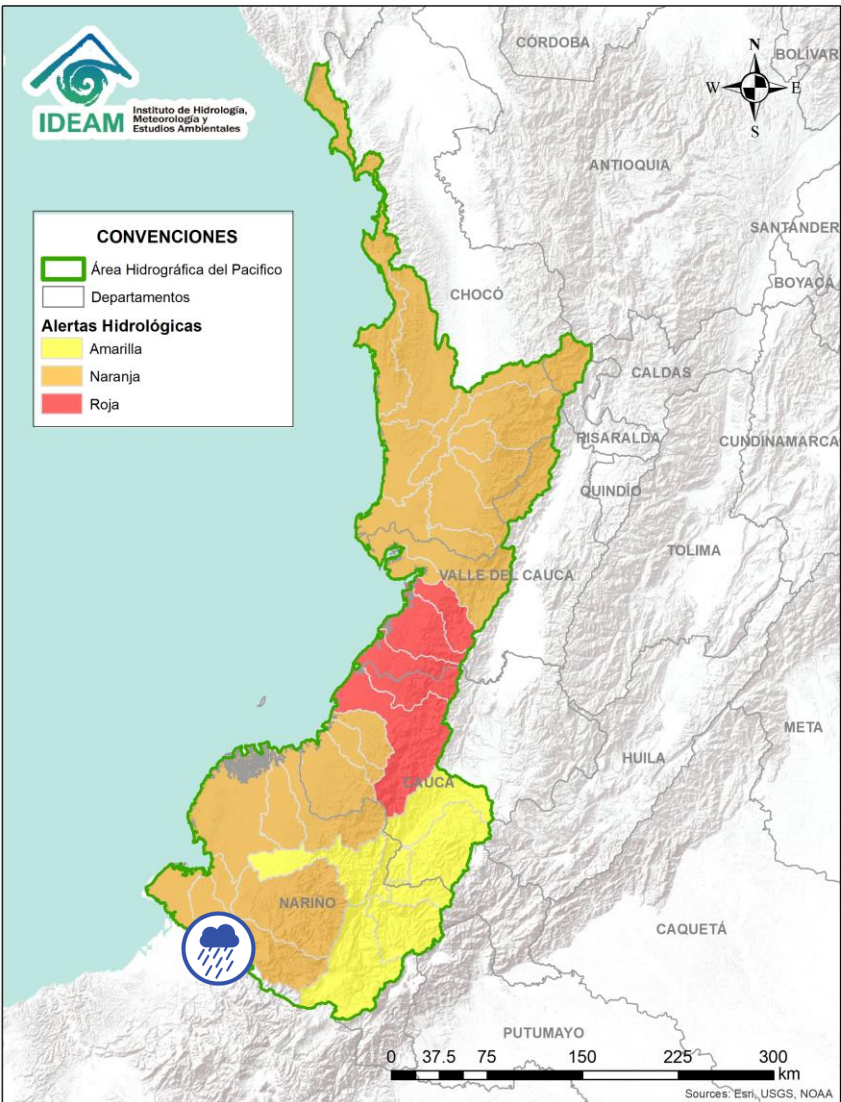 IDEAM
Instituto de Hidrología,
Meteorología y
Estudios Ambientales
N
W
E
S
CÓRDOBA
BOLÍVAR
ANTIOQUIA
SANTANDER
BOYACÁ
CHOCÓ
CONVENCIONES
Área Hidrográfica del Pacifico
Departamentos
Alertas Hidrológicas
Amarilla
Naranja
Roja
CALDAS
RISARALDA
CUNDINAMARCA
QUINDÍO
TOLIMA
VALLE DEL CAUCA
META
HUILA
CAUCA
NARIÑO
CAQUETÁ
PUTUMAYO
0 37.5 75 150 225 300
km
Sources: Esri, USGS, NOAA